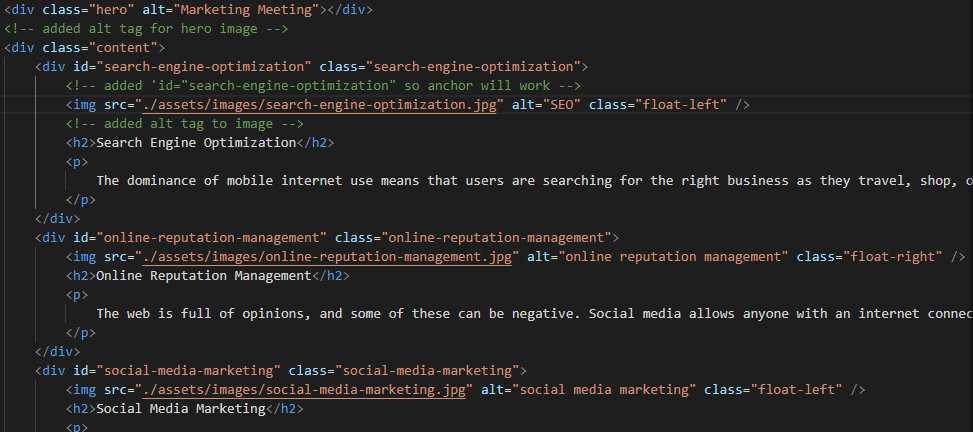 <div class="hero" alt="Marketing Meeting"></div>
<!-- added alt tag for hero image -->
<div class="content">
<div id="search-engine-optimization" class="search-engine-optimization">
<!-- added 'id="search-engine-optimization" so anchor will work -->
<img src="./assets/images/search-engine-optimization.jpg" alt="SEO" class="float-left" />
<!-- added alt tag to image -->
<h2>Search Engine Optimization</h2>
<p>
The dominance of mobile internet use means that users are searching for the right business as they travel, shop, o
</p>
</div>
<div id="online-reputation-management" class="online-reputation-management">
<img src="./assets/images/online-reputation-management.jpg" alt="online reputation management" class="float-right" />
<h2>Online Reputation Management</h2>
<p>
The web is full of opinions, and some of these can be negative. Social media allows anyone with an internet connec
</p>
</div>
<div id="social-media-marketing" class="social-media-marketing">
<img src="./assets/images/social-media-marketing.jpg" alt="social media marketing" class="float-left" />
<h2>Social Media Marketing</h2>
<p>